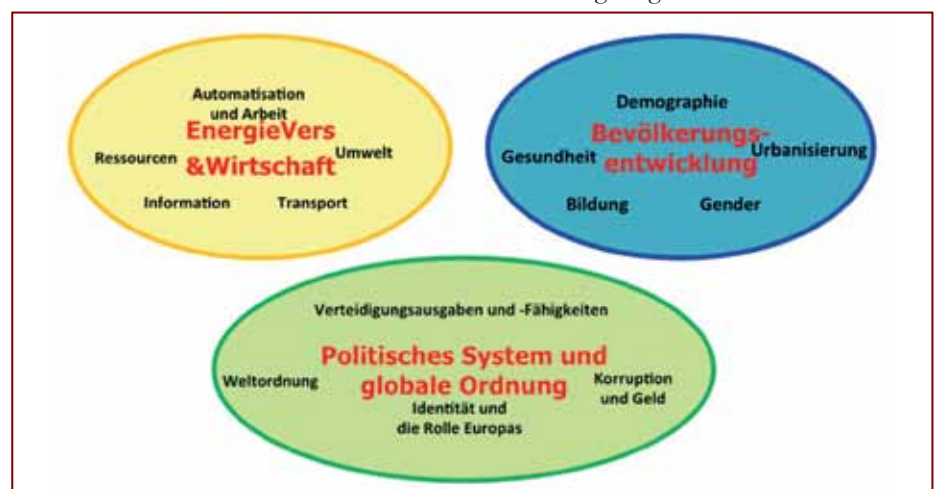 Automatisation
und Arbeit
EnergieVers
&Wirtschaft
Ressourcen
Umwelt
Information
Transport
Demographie
Bevölkerungs-
entwicklung
Gesundheit
Urbanisierung
Bildung
Gender
Verteidigungsausgaben und -Fähigkeiten
Politisches System und
globale Ordnung
Weltordnung
Korruption
und Geld
Identität und
die Rolle Europas